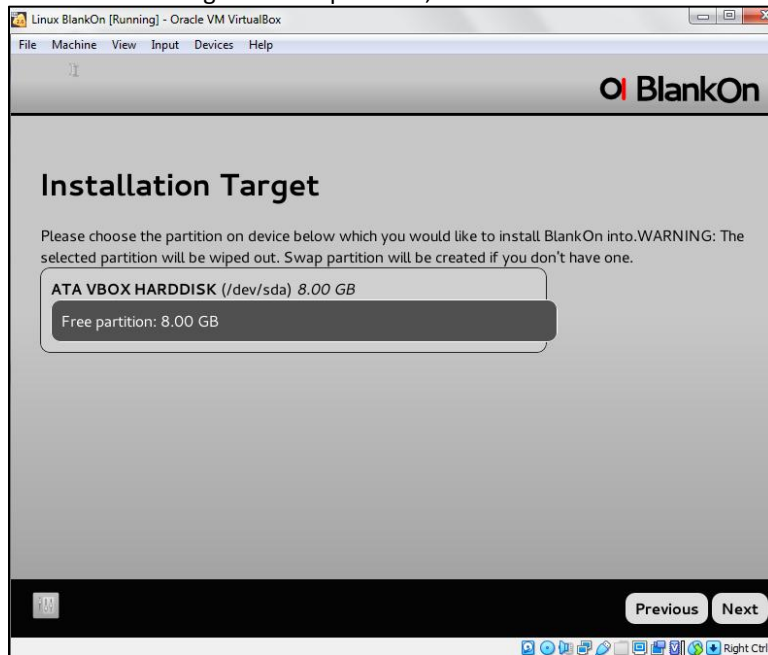 Linux BlankOn [Running] - Oracle VM VirtualBox
File Machine View Input Devices Help
BlankOn
Installation Target
Please choose the partition on device below which you would like to install BlankOn into.WARNING: The
selected partition will be wiped out. Swap partition will be created if you don't have one.
ATA VBOX HARDDISK (/dev/sda) 8.00 GB
Free partition: 8.00 GB
Previous Next
Right Ctrl